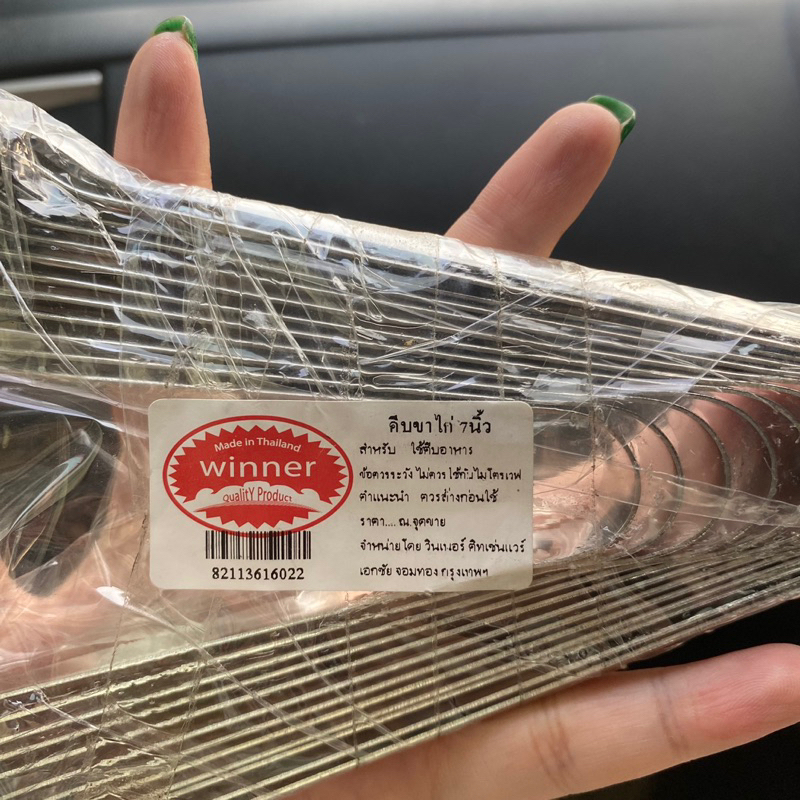 Made in Thailand
winner
QualitY Product
82113616022
คีบขาไก่ 7นิ้ว
สำหรับ ใช้คีบอาหาร
ข้อควรระวัง ไม่ควรใช้กับไมโครเวฟ
คำแนะนำ ควรล้างก่อนใช้
ราคา.... ณ.จุดขาย
จำหน่ายโดย วินเนอร์ คิทเช่นแวร์
เอกชัย จอมทอง กรุงเทพฯ